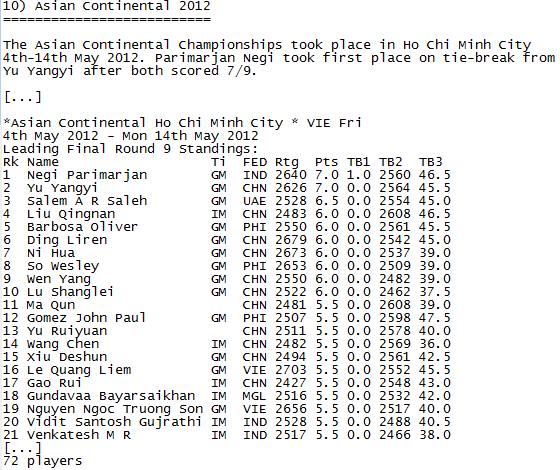 10) Asian Continental 2012
==========================
The Asian Continental Championships took place in Ho Chi Minh City
4th-14th May 2012. Parimarjan Negi took first place on tie-break from
Yu Yangyi after both scored 7/9.
[...]
*Asian Continental Ho Chi Minh City * VIE Fri
4th May 2012 - Mon 14th May 2012
Leading Final Round 9 Standings:
Rk Name Ti FED Rtg Pts TB1 TB2 TB3
1 Negi Parimarjan GM IND 2640 7.0 1.0 2560 46.5
2 Yu Yangyi GM CHN 2626 7.0 0.0 2564 45.5
3 Salem A R Saleh GM UAE 2528 6.5 0.0 2554 45.0
4 Liu Qingnan IM CHN 2483 6.0 0.0 2608 46.5
5 Barbosa Oliver GM PHI 2550 6.0 0.0 2561 45.5
6 Ding Liren GM CHN 2679 6.0 0.0 2542 45.0
7 Ni Hua GM CHN 2673 6.0 0.0 2537 39.0
8 So Wesley GM PHI 2653 6.0 0.0 2509 39.0
9 Wen Yang GM CHN 2550 6.0 0.0 2482 39.0
10 Lu Shanglei GM CHN 2522 6.0 0.0 2462 37.5
11 Ma Qun CHN 2481 5.5 0.0 2608 39.0
12 Gomez John Paul GM PHI 2507 5.5 0.0 2598 47.5
13 Yu Ruiyuan CHN 2511 5.5 0.0 2578 40.0
14 Wang Chen IM CHN 2482 5.5 0.0 2569 36.0
15 Xiu Deshun GM CHN 2494 5.5 0.0 2561 42.5
16 Le Quang Liem GM VIE 2703 5.5 0.0 2552 45.5
17 Gao Rui IM CHN 2427 5.5 0.0 2548 43.0
18 Gundavaa Bayarsaikhan IM MGL 2516 5.5 0.0 2532 42.0
19 Nguyen Ngoc Truong Son GM VIE 2656 5.5 0.0 2517 40.0
20 Vidit Santosh Gujrathi IM IND 2528 5.5 0.0 2488 40.5
21 Venkatesh M R IM IND 2517 5.5 0.0 2466 38.0
[...]
72 players